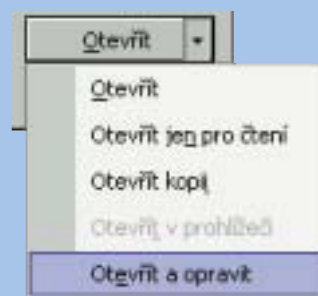 Otevřít
Otevřít
Otevřít jen pro čtení
Otevřít kopii
Otevřít v prohlížeči
Otevřít a opravit